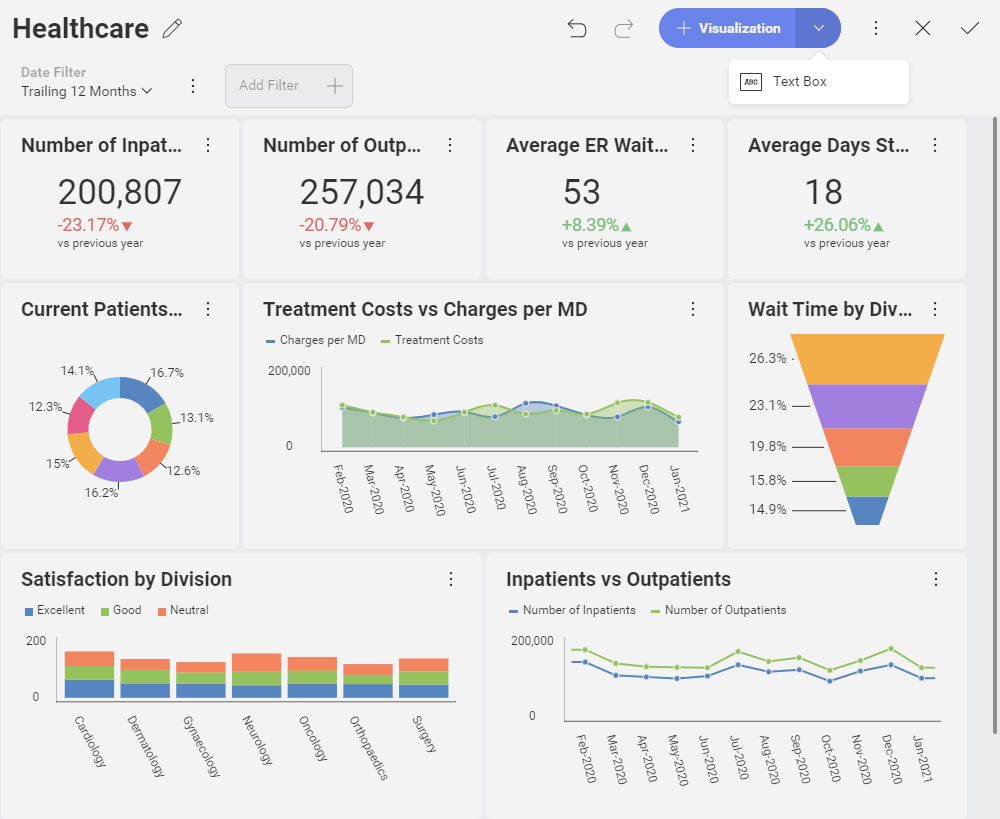 Healthcare
Visualization
Date Filter
Trailing 12 Months
Add Filter
ABC Text Box
Number of Inpat...
200,807
-23.17%
vs previous year
Number of Outp...
257,034
-20.79%
vs previous year
Average ER Wait...
53
+8.39%
vs previous year
Average Days St...
18
+26.06%
vs previous year
Current Patients...
14.1%
16.7%
12.3%
13.1%
15%
12.6%
16.2%
Treatment Costs vs Charges per MD
Charges per MD Treatment Costs
200,000
0
Feb-2020 Mar-2020 Apr-2020 May-2020 Jun-2020 Jul-2020 Aug-2020 Sep-2020 Oct-2020 Nov-2020 Dec-2020 Jan-2021
Wait Time by Div...
26.3%
23.1%
19.8%
15.8%
14.9%
Satisfaction by Division
Excellent Good Neutral
200
0
Cardiology Dermatology Gynaecology Neurology Oncology Orthopaedics Surgery
Inpatients vs Outpatients
Number of Inpatients Number of Outpatients
200,000
0
Feb-2020 Mar-2020 Apr-2020 May-2020 Jun-2020 Jul-2020 Aug-2020 Sep-2020 Oct-2020 Nov-2020 Dec-2020 Jan-2021